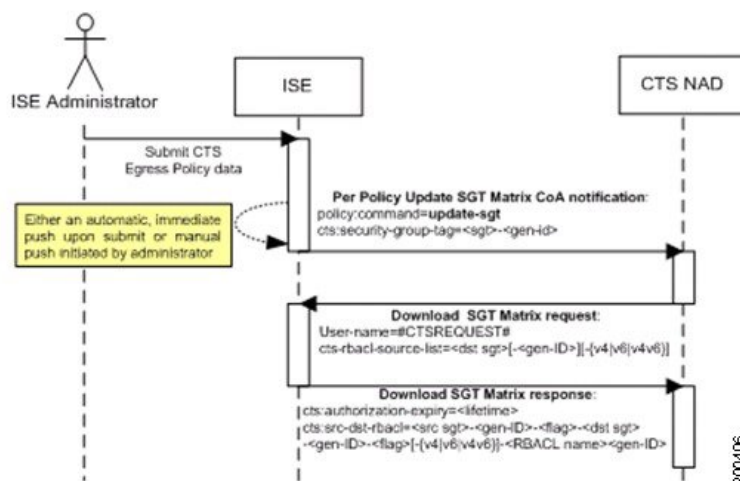 ISE Administrator
ISE
CTS NAD
Submit CTS
Egress Policy data
Either an automatic, immediate
push upon submit or manual
push initiated by administrator
Per Policy Update SGT Matrix CoA notification:
policy:command=update-sgt
cts:security-group-tag=<sgt>-<gen-id>
Download SGT Matrix request:
User-name=#CTSREQUEST#
cts-rbacl-source-list=<dst sgt>[-<gen-ID>][-{v4|v6|v4v6}]
Download SGT Matrix response:
cts:authorization-expiry=<lifetime>
cts:src-dst-rbacl=<src sgt>-<gen-ID>-<flag>-<dst sgt>
-<gen-ID>-<flag>[-{v4|v6|v4v6}]-<RBACL name><gen-ID>